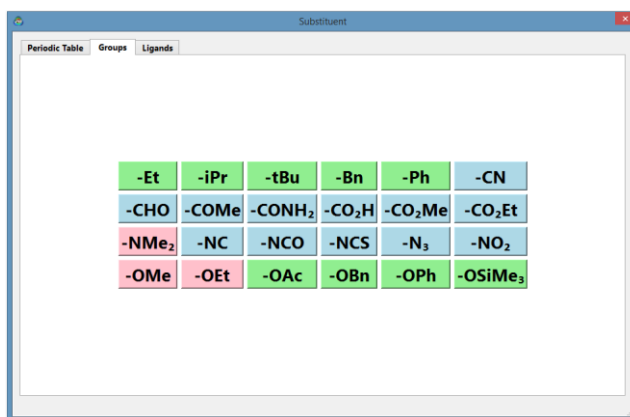 Substituent
Periodic Table Groups Ligands
-Et -iPr -tBu -Bn -Ph -CN
-CHO -COMe -CONH₂ -CO₂H -CO₂Me -CO₂Et
-NMe₂ -NC -NCO -NCS -N₃ -NO₂
-OMe -OEt -OAc -OBn -OPh -OSiMe₃